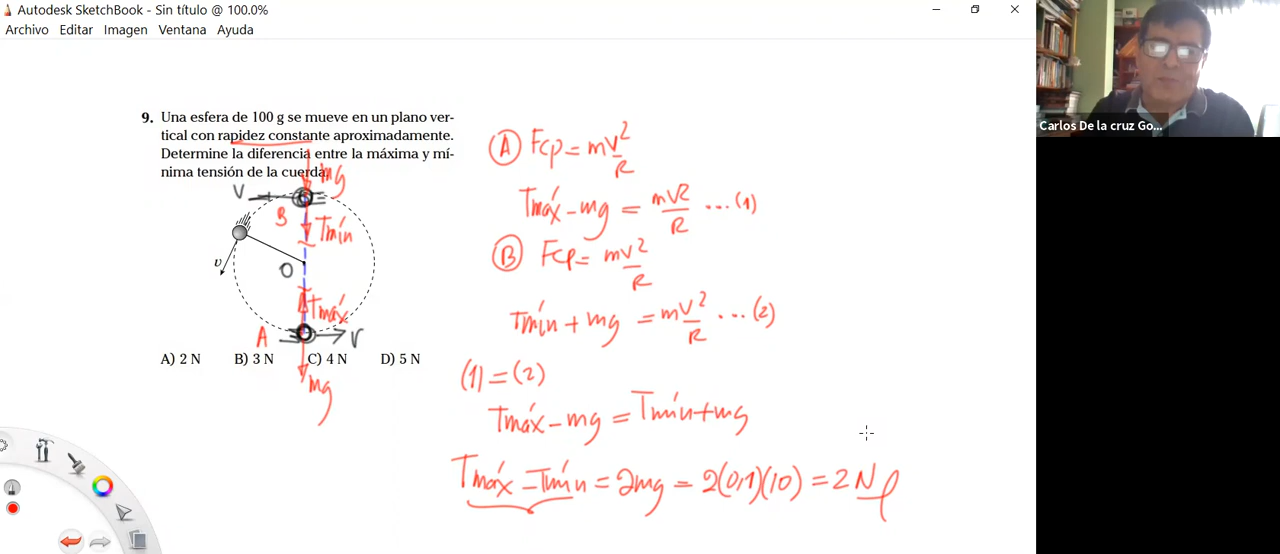 Autodesk SketchBook - Sin título @ 100.0%
Archivo Editar Imagen Ventana Ayuda
Carlos De la cruz Go...
9. Una esfera de 100 g se mueve en un plano ver-
tical con rapidez constante aproximadamente.
Determine la diferencia entre la máxima y mí-
nima tensión de la cuerda.
mg
V
B
Tmín
υ
O
Tmáx
A
V
A) 2 N B) 3 N C) 4 N D) 5 N
mg
(A) Fcp = mv²/R
Tmáx - mg = mv²/R ... (1)
(B) Fcp = mv²/R
Tmín + mg = mv²/R ... (2)
(1) = (2)
Tmáx - mg = Tmín + mg
Tmáx - Tmín = 2mg = 2(0,1)(10) = 2N